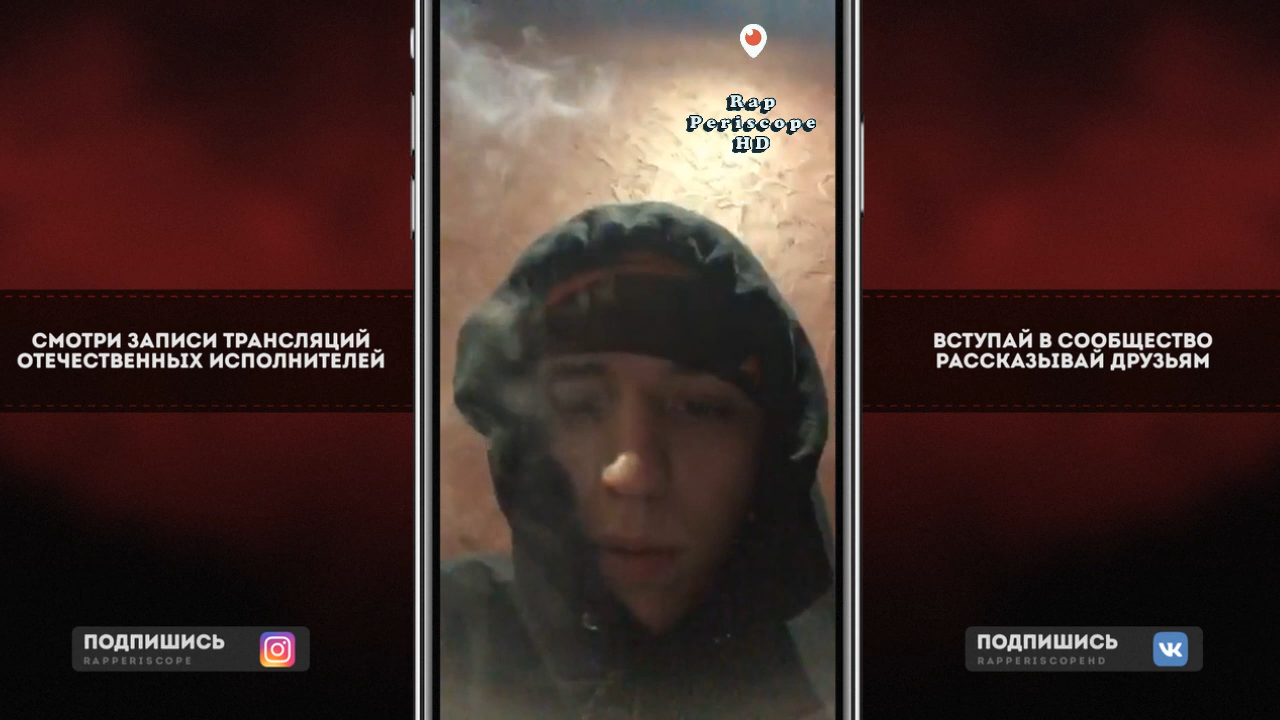 Rap
Periscope
HD
СМОТРИ ЗАПИСИ ТРАНСЛЯЦИЙ
ОТЕЧЕСТВЕННЫХ ИСПОЛНИТЕЛЕЙ
ВСТУПАЙ В СООБЩЕСТВО
РАССКАЗЫВАЙ ДРУЗЬЯМ
ПОДПИШИСЬ
RAPPERISCOPE
ПОДПИШИСЬ
RAPPERISCOPEHD